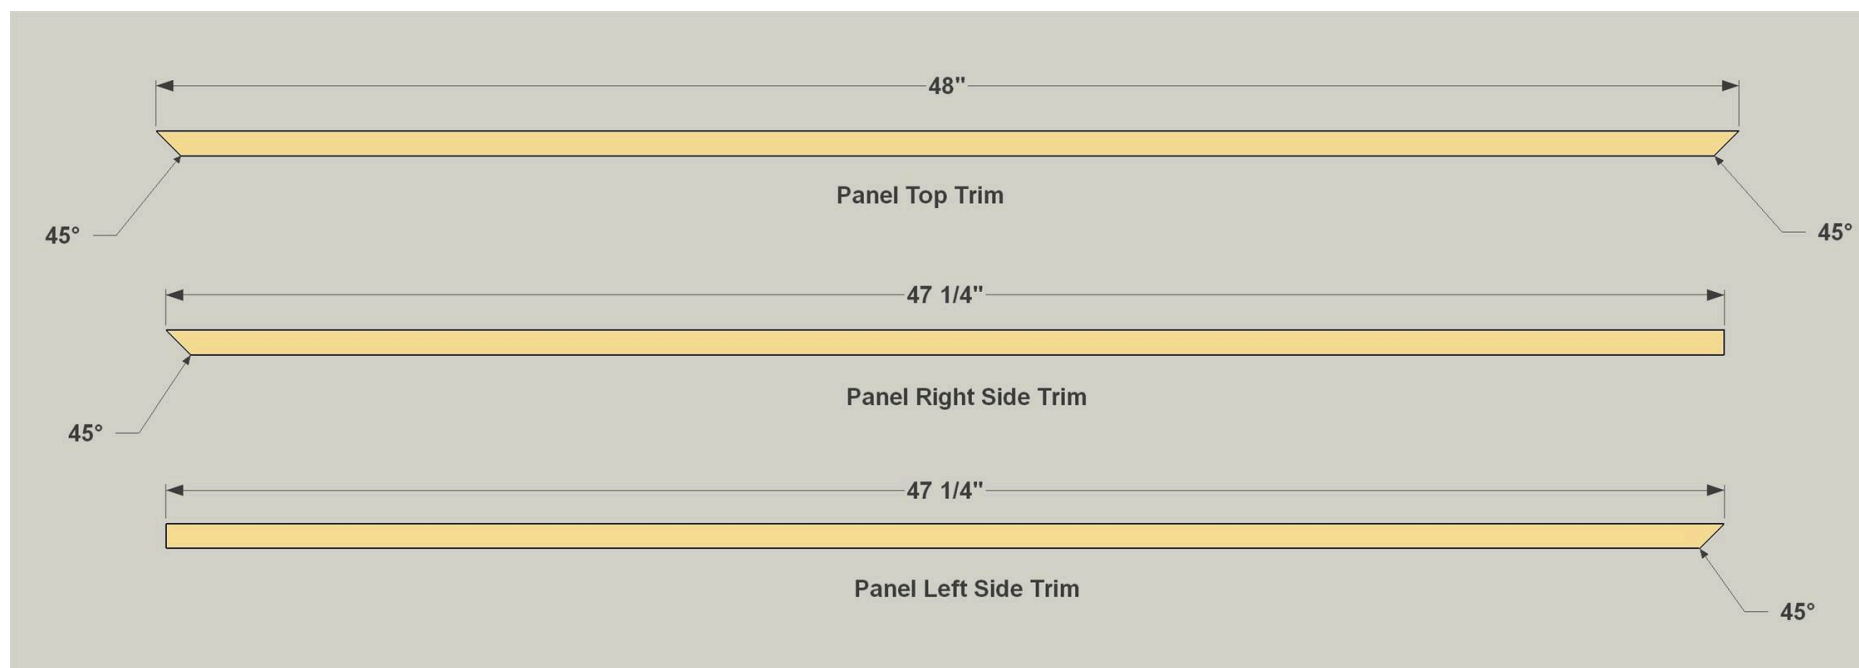 48"
Panel Top Trim
45°
45°
47 1/4"
Panel Right Side Trim
45°
47 1/4"
Panel Left Side Trim
45°